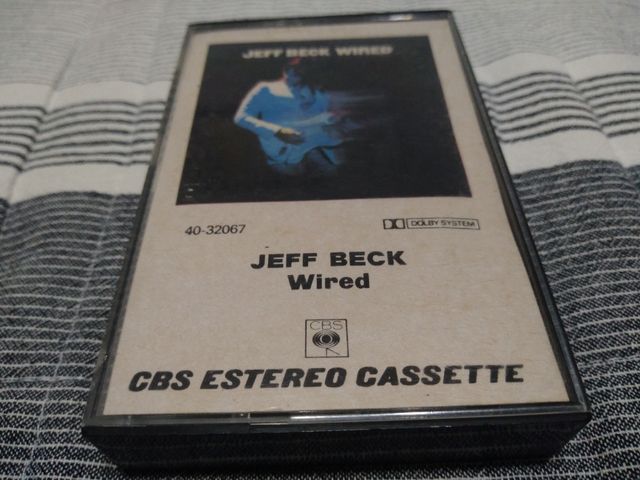 JEFF BECK WIRED
40-32067
DOLBY SYSTEM
JEFF BECK
Wired
CBS
CBS ESTEREO CASSETTE